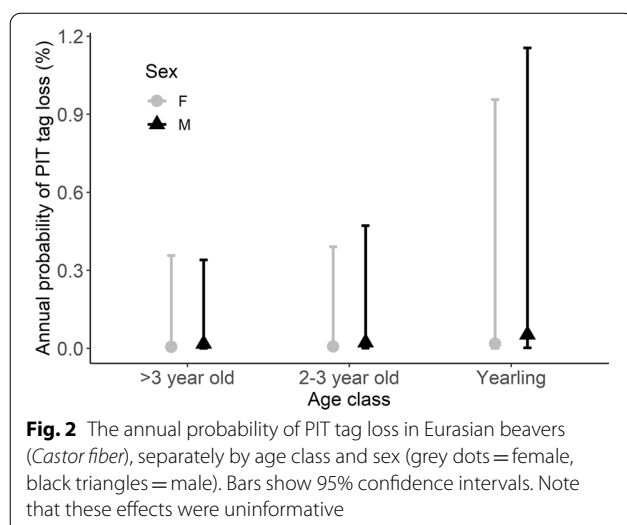 1.2
0.9
0.6
0.3
0.0
Annual probability of PIT tag loss (%)
Sex
F
M
>3 year old 2-3 year old Yearling
Age class
Fig. 2 The annual probability of PIT tag loss in Eurasian beavers
(Castor fiber), separately by age class and sex (grey dots = female,
black triangles = male). Bars show 95% confidence intervals. Note
that these effects were uninformative